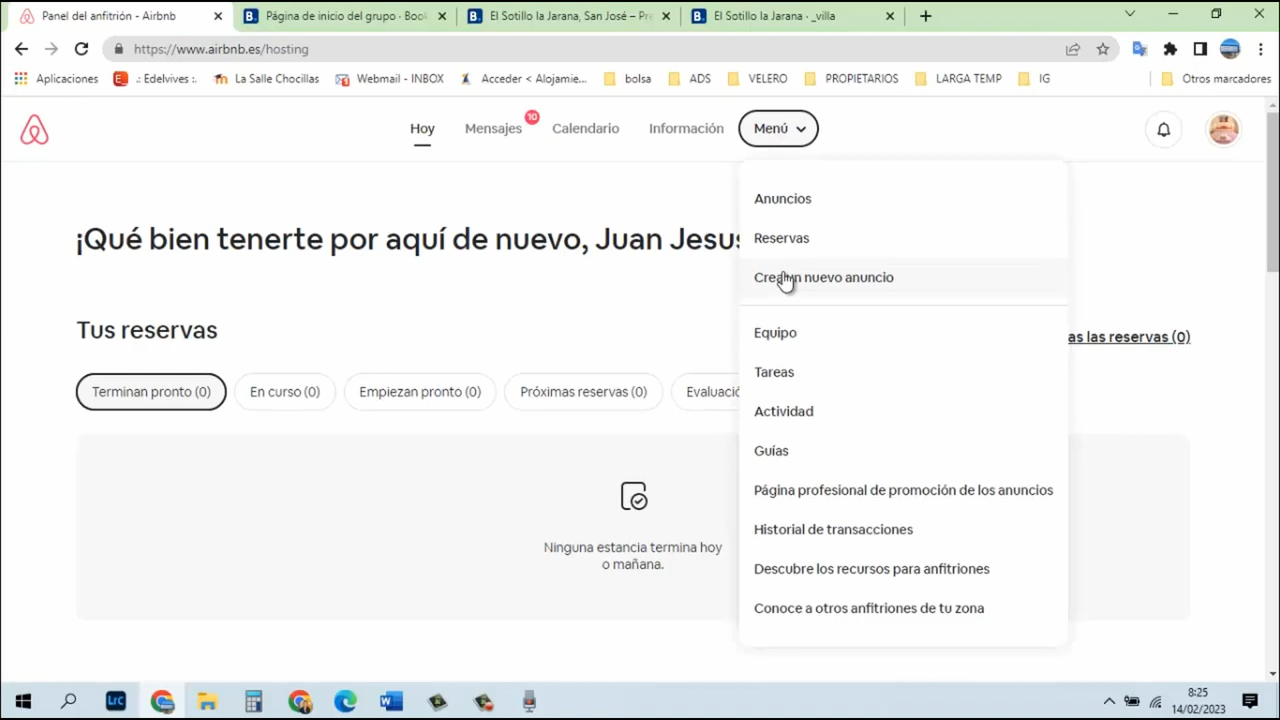 Panel del anfitrión - Airbnb
Página de inicio del grupo · Book
El Sotillo la Jarana, San José – Pre
El Sotillo la Jarana · _villa
https://www.airbnb.es/hosting
Aplicaciones
.: Edelvives :.
La Salle Chocillas
Webmail - INBOX
Acceder < Alojamie...
bolsa
ADS
VELERO
PROPIETARIOS
LARGA TEMP
IG
Otros marcadores
Hoy
Mensajes
10
Calendario
Información
Menú
Anuncios
¡Qué bien tenerte por aquí de nuevo, Juan Jesus
Reservas
Crea un nuevo anuncio
Tus reservas
Equipo
as las reservas (0)
Tareas
Terminan pronto (0)
En curso (0)
Empiezan pronto (0)
Próximas reservas (0)
Evaluació
Actividad
Guías
Página profesional de promoción de los anuncios
Historial de transacciones
Ninguna estancia termina hoy
o mañana.
Descubre los recursos para anfitriones
Conoce a otros anfitriones de tu zona
LrC
8:25
14/02/2023